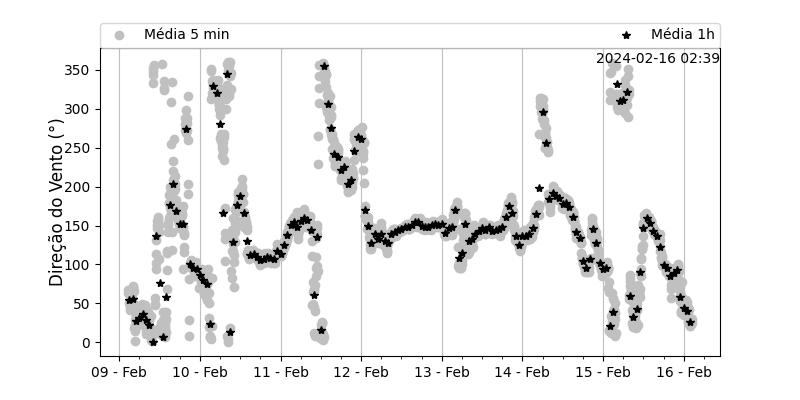 Média 5 min
Média 1h
2024-02-16 02:39
Direção do Vento (°)
350
300
250
200
150
100
50
0
09 - Feb
10 - Feb
11 - Feb
12 - Feb
13 - Feb
14 - Feb
15 - Feb
16 - Feb